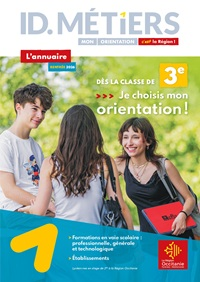 ID.MÉTiERS
MON ORIENTATION c'est la Région !
L'annuaire
DÈS LA CLASSE DE 3e
>>> Je choisis mon
orientation !
> Formations en voie scolaire :
professionnelle, générale
et technologique
> Établissements
Occitanie